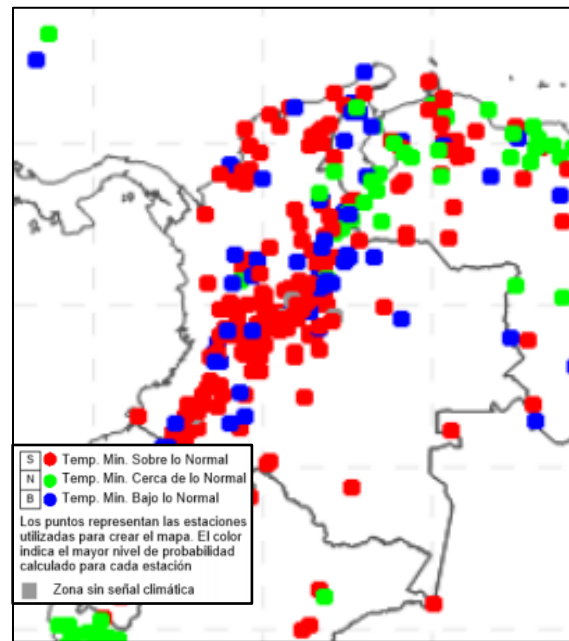 S Temp. Min. Sobre lo Normal
N Temp. Min. Cerca de lo Normal
B Temp. Min. Bajo lo Normal
Los puntos representan las estaciones
utilizadas para crear el mapa. El color
indica el mayor nivel de probabilidad
calculado para cada estación
Zona sin señal climática